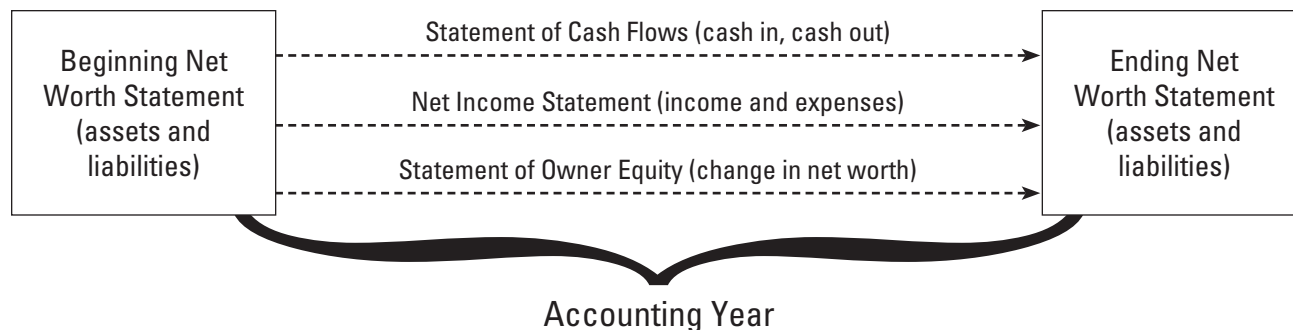 Beginning Net
Worth Statement
(assets and
liabilities)
Statement of Cash Flows (cash in, cash out)
Net Income Statement (income and expenses)
Statement of Owner Equity (change in net worth)
Ending Net
Worth Statement
(assets and
liabilities)
Accounting Year